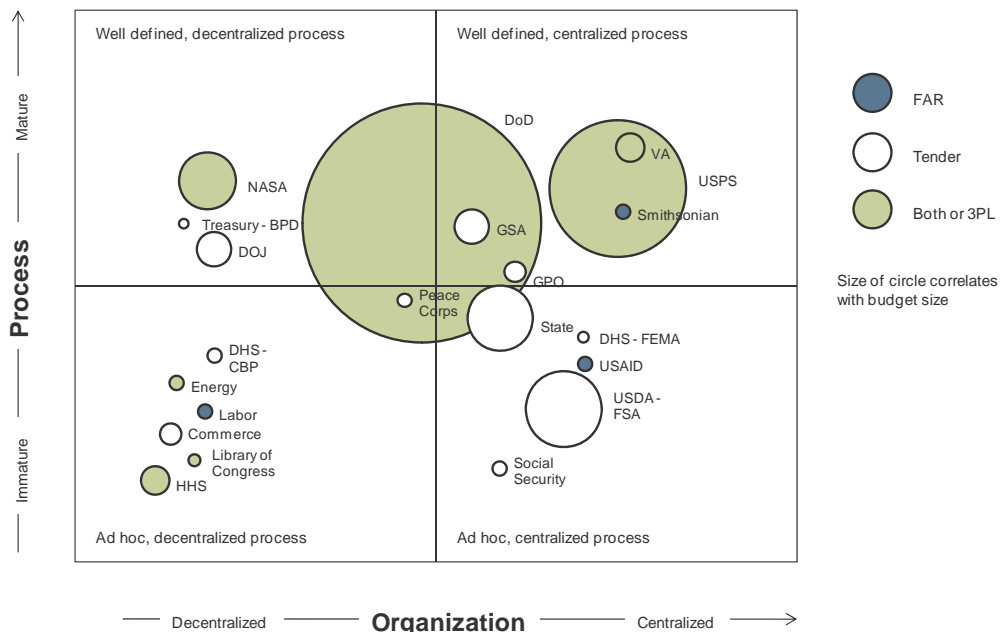 Well defined, decentralized process
Well defined, centralized process
Mature
Process
Immature
DoD
VA
USPS
Smithsonian
NASA
Treasury - BPD
DOJ
GSA
GPO
Peace
Corps
State
DHS - FEMA
USAID
USDA -
FSA
Social
Security
DHS -
CBP
Energy
Labor
Commerce
Library of
Congress
HHS
Ad hoc, decentralized process
Ad hoc, centralized process
FAR
Tender
Both or 3PL
Size of circle correlates
with budget size
Decentralized
Organization
Centralized